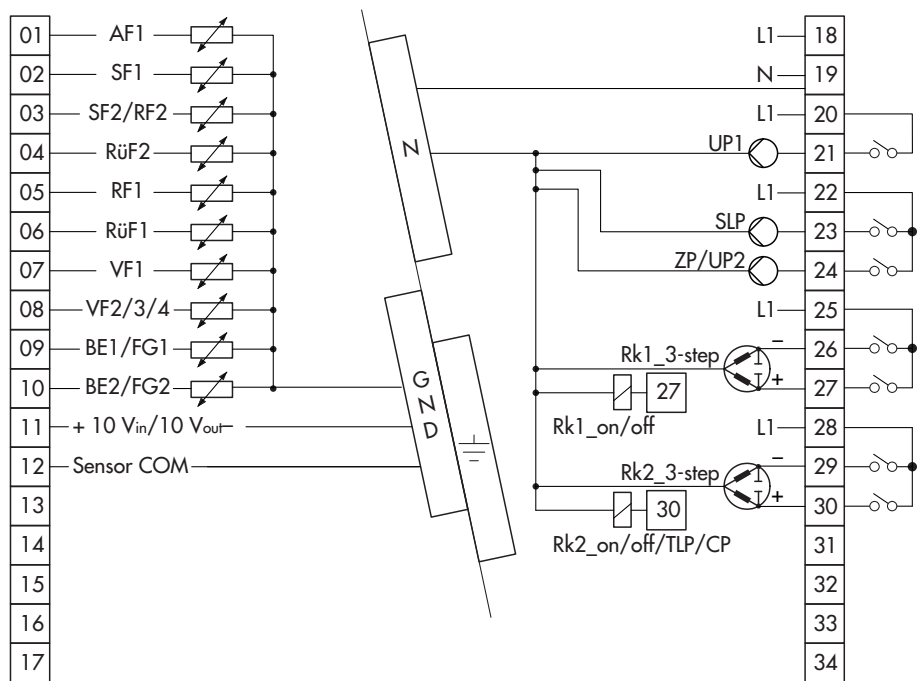 01 AF1
02 SF1
03 SF2/RF2
04 RüF2
05 RF1
06 RüF1
07 VF1
08 VF2/3/4
09 BE1/FG1
10 BE2/FG2
11 + 10 Vin/10 Vout
12 Sensor COM
13
14
15
16
17
N
GND
L1 18
N 19
L1 20
UP1 21
L1 22
SLP 23
ZP/UP2 24
L1 25
Rk1_3-step − 26
+ 27
27
Rk1_on/off
L1 28
Rk2_3-step − 29
+ 30
30
Rk2_on/off/TLP/CP
31
32
33
34